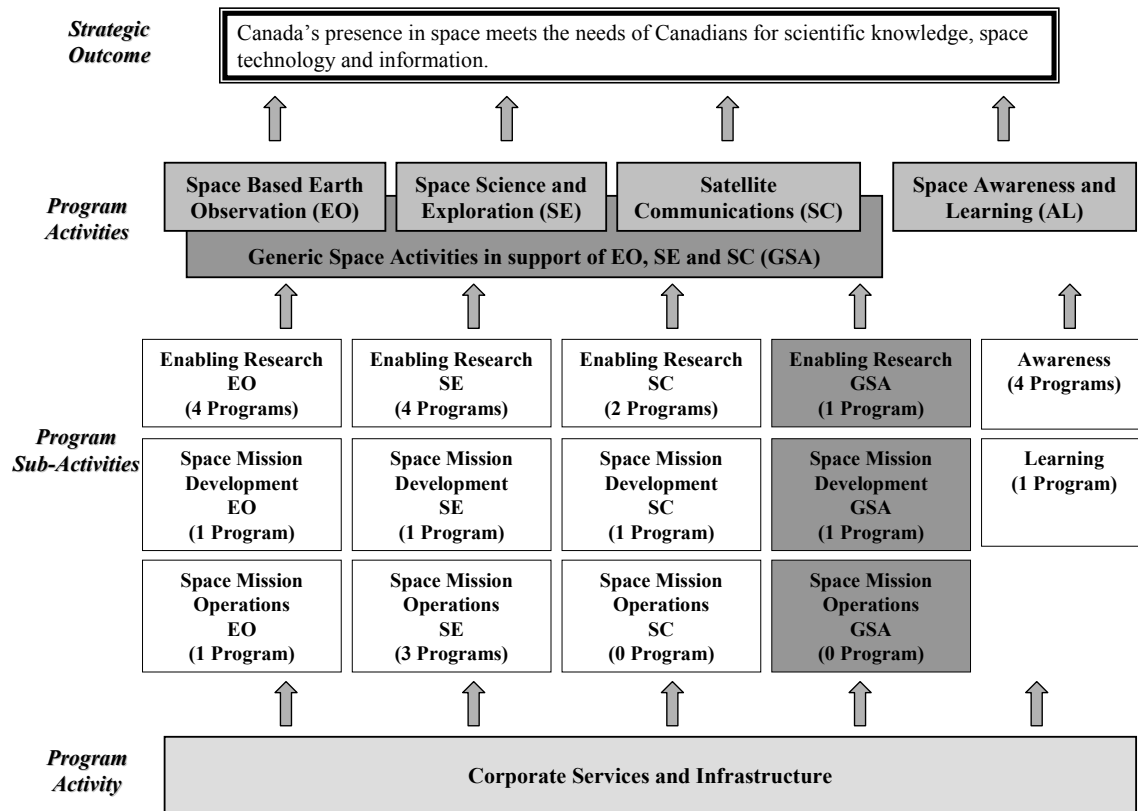 Strategic
Outcome
Canada's presence in space meets the needs of Canadians for scientific knowledge, space
technology and information.
Program
Activities
Space Based Earth
Observation (EO)
Space Science and
Exploration (SE)
Satellite
Communications (SC)
Space Awareness and
Learning (AL)
Generic Space Activities in support of EO, SE and SC (GSA)
Program
Sub-Activities
Enabling Research
EO
(4 Programs)
Enabling Research
SE
(4 Programs)
Enabling Research
SC
(2 Programs)
Enabling Research
GSA
(1 Program)
Awareness
(4 Programs)
Space Mission
Development
EO
(1 Program)
Space Mission
Development
SE
(1 Program)
Space Mission
Development
SC
(1 Program)
Space Mission
Development
GSA
(1 Program)
Learning
(1 Program)
Space Mission
Operations
EO
(1 Program)
Space Mission
Operations
SE
(3 Programs)
Space Mission
Operations
SC
(0 Program)
Space Mission
Operations
GSA
(0 Program)
Program
Activity
Corporate Services and Infrastructure